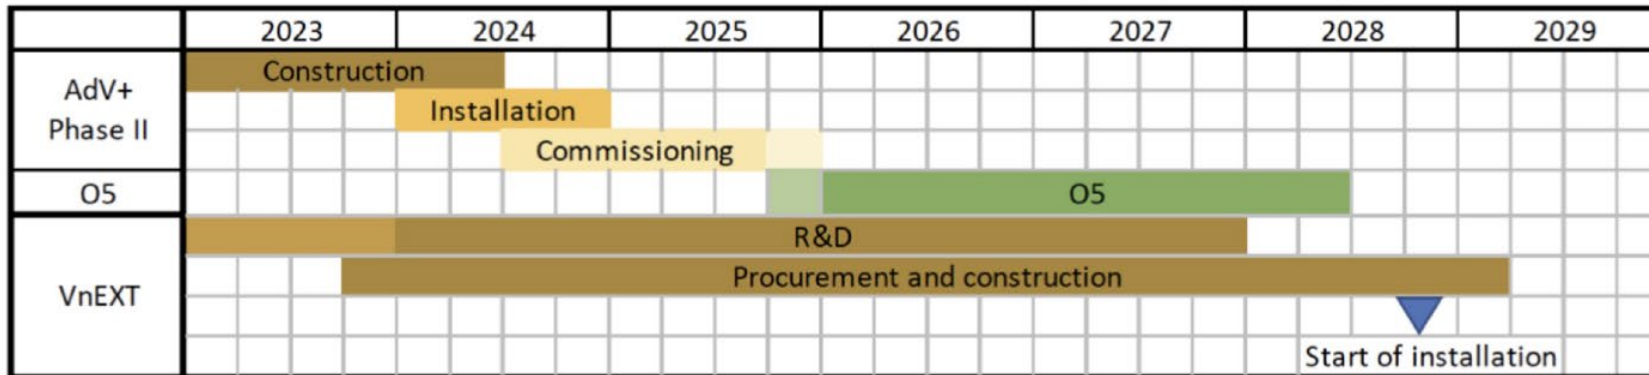 2023 2024 2025 2026 2027 2028 2029
AdV+
Phase II
Construction
Installation
Commissioning
O5
O5
VnEXT
R&D
Procurement and construction
Start of installation